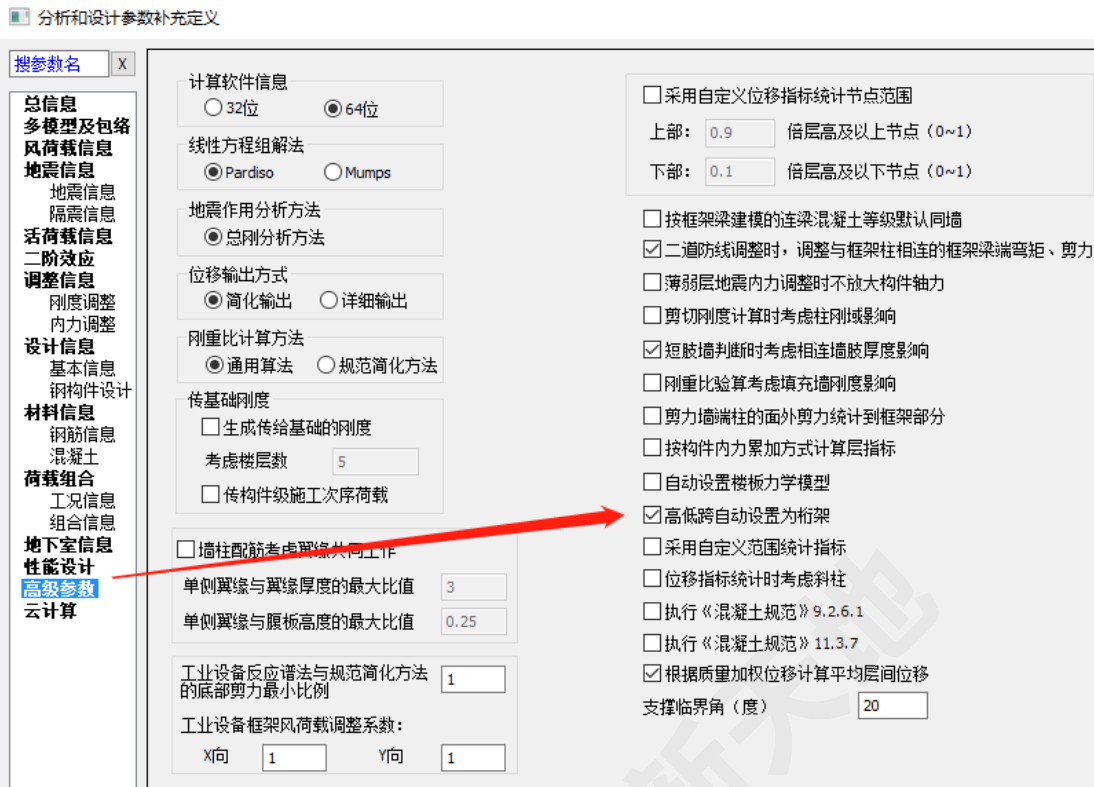 分析和设计参数补充定义
搜参数名
X
总信息
多模型及包络
风荷载信息
地震信息
地震信息
隔震信息
活荷载信息
二阶效应
调整信息
刚度调整
内力调整
设计信息
基本信息
钢构件设计
材料信息
钢筋信息
混凝土
荷载组合
工况信息
组合信息
地下室信息
性能设计
高级参数
云计算
计算软件信息
32位 64位
线性方程组解法
Pardiso Mumps
地震作用分析方法
总刚分析方法
位移输出方式
简化输出 详细输出
刚重比计算方法
通用算法 规范简化方法
传基础刚度
生成传给基础的刚度
考虑楼层数 5
传构件级施工次序荷载
墙柱配筋考虑翼缘共同工作
单侧翼缘与翼缘厚度的最大比值 3
单侧翼缘与腹板高度的最大比值 0.25
工业设备反应谱法与规范简化方法
的底部剪力最小比例 1
工业设备框架风荷载调整系数：
X向 1 Y向 1
采用自定义位移指标统计节点范围
上部： 0.9 倍层高及以上节点（0~1）
下部： 0.1 倍层高及以下节点（0~1）
按框架梁建模的连梁混凝土等级默认同墙
二道防线调整时，调整与框架柱相连的框架梁端弯矩、剪力
薄弱层地震内力调整时不放大构件轴力
剪切刚度计算时考虑柱刚域影响
短肢墙判断时考虑相连墙肢厚度影响
刚重比验算考虑填充墙刚度影响
剪力墙端柱的面外剪力统计到框架部分
按构件内力累加方式计算层指标
自动设置楼板力学模型
高低跨自动设置为桁架
采用自定义范围统计指标
位移指标统计时考虑斜柱
执行《混凝土规范》9.2.6.1
执行《混凝土规范》11.3.7
根据质量加权位移计算平均层间位移
支撑临界角（度） 20
新天地